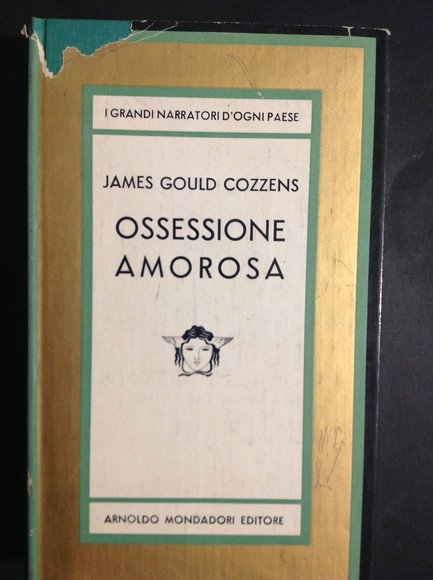 I GRANDI NARRATORI D'OGNI PAESE
JAMES GOULD COZZENS
OSSESSIONE
AMOROSA
ARNOLDO MONDADORI EDITORE